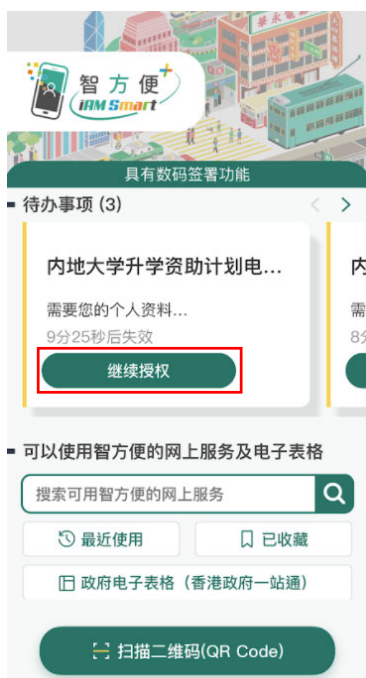 智方便+
iAM Smart
具有数码签署功能
待办事项 (3)
内地大学升学资助计划电...
内
需要您的个人资料...
需
9分25秒后失效
8分
继续授权
可以使用智方便的网上服务及电子表格
搜索可用智方便的网上服务
最近使用
已收藏
政府电子表格（香港政府一站通）
扫描二维码(QR Code)